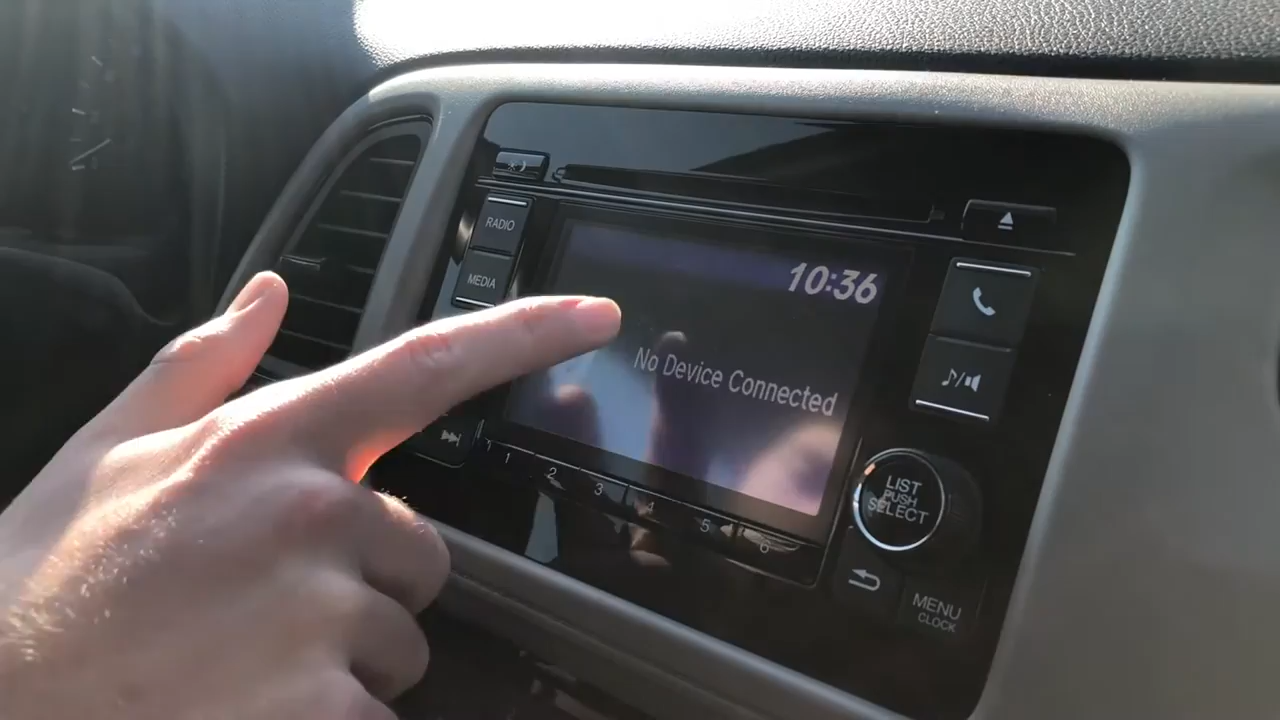 RADIO
10:36
MEDIA
No Device Connected
1 2 3 4 5 6
LIST
PUSH
SELECT
MENU
CLOCK